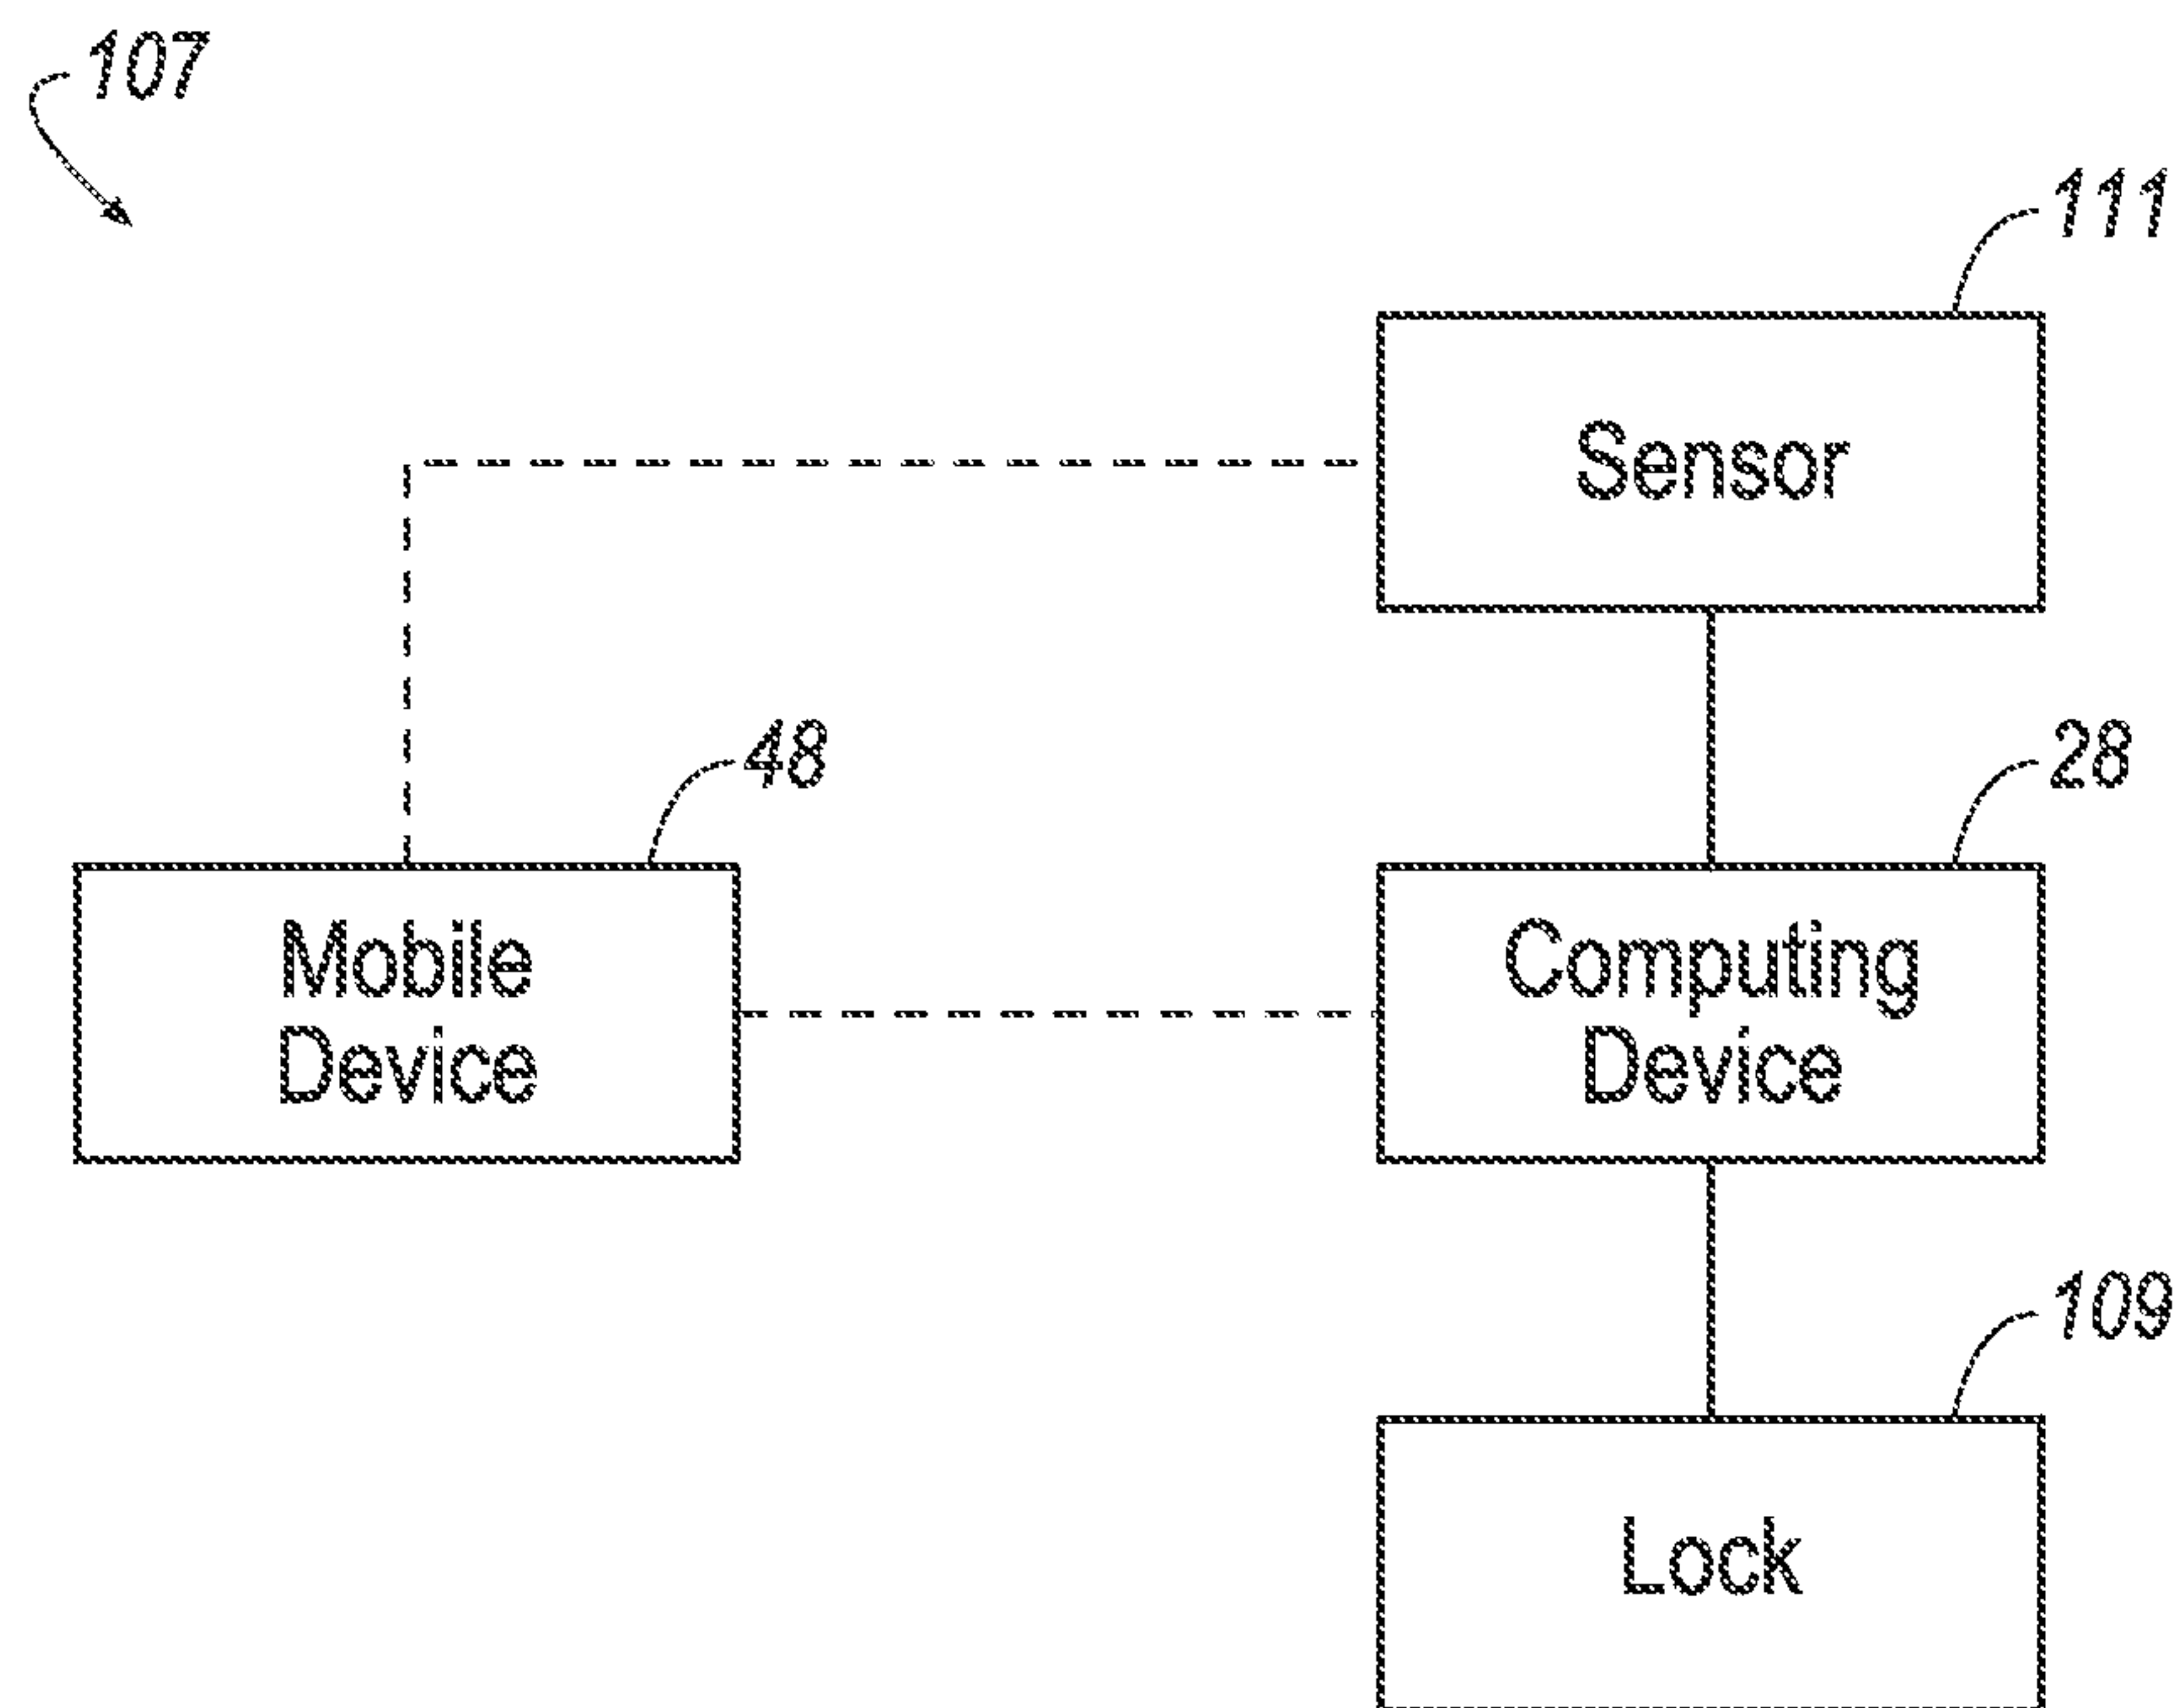 107
111
Sensor
48
28
Mobile
Device
Computing
Device
109
Lock